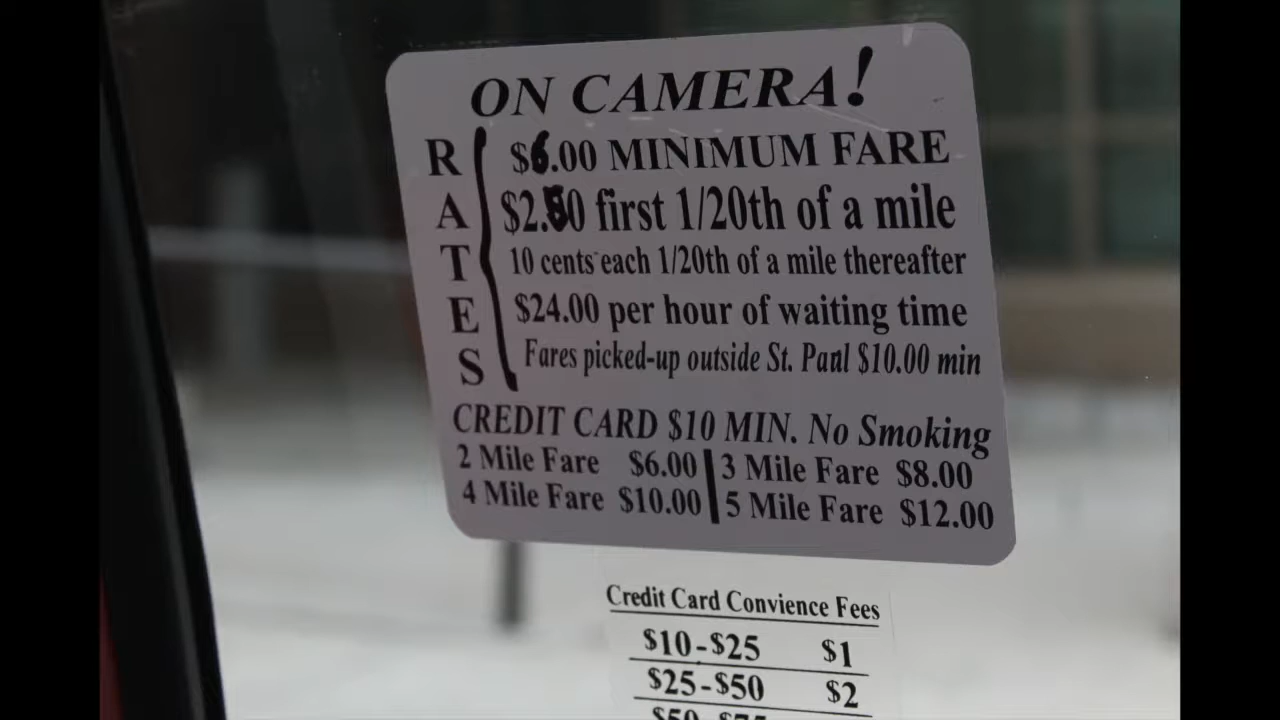 ON CAMERA!
RATES
$6.00 MINIMUM FARE
$2.50 first 1/20th of a mile
10 cents each 1/20th of a mile thereafter
$24.00 per hour of waiting time
Fares picked-up outside St. Paul $10.00 min
CREDIT CARD $10 MIN. No Smoking
2 Mile Fare $6.00 3 Mile Fare $8.00
4 Mile Fare $10.00 5 Mile Fare $12.00
Credit Card Convience Fees
$10-$25 $1
$25-$50 $2
$50-$75